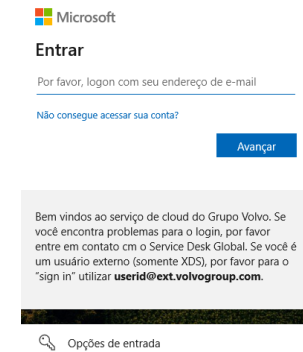 Microsoft
Entrar
Por favor, logon com seu endereço de e-mail
Não consegue acessar sua conta?
Avançar
Bem vindos ao serviço de cloud do Grupo Volvo. Se
você encontra problemas para o login, por favor
entre em contato cm o Service Desk Global. Se você é
um usuário externo (somente XDS), por favor para o
"sign in" utilizar userid@ext.volvogroup.com.
Opções de entrada